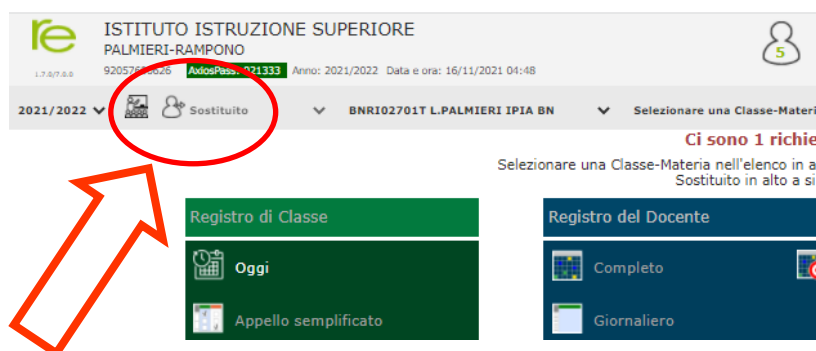 re
ISTITUTO ISTRUZIONE SUPERIORE
PALMIERI-RAMPONO
1.7.0/7.0.0
AxiosPass: 021333 Anno: 2021/2022 Data e ora: 16/11/2021 04:48
5
2021/2022 Sostituito BNRI02701T L.PALMIERI IPIA BN Selezionare una Classe-Materi
Ci sono 1 richie
Selezionare una Classe-Materia nell'elenco in a
Sostituito in alto a si
Registro di Classe
Registro del Docente
Oggi
Completo
Appello semplificato
Giornaliero